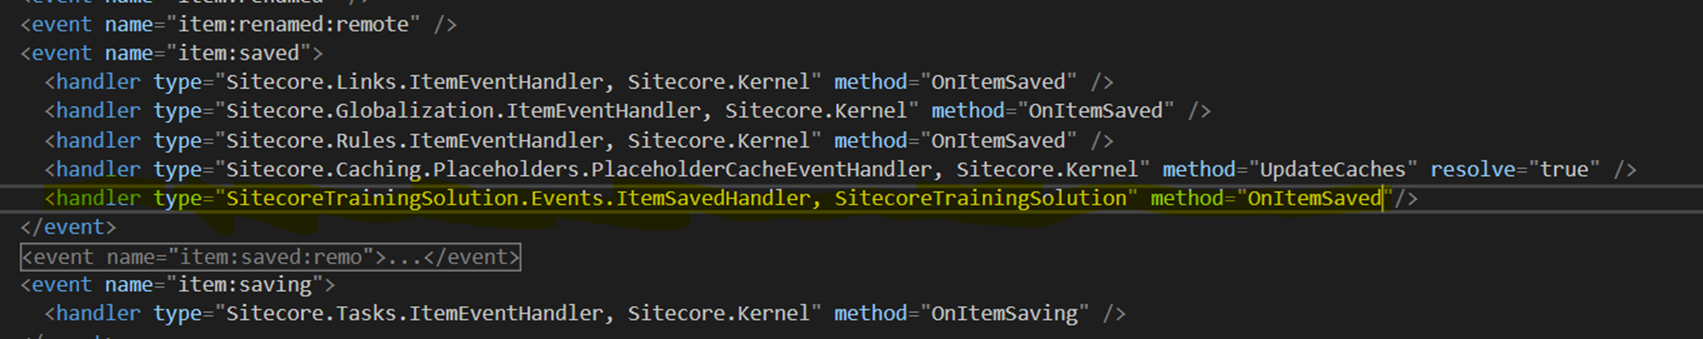 <event name="item:renamed" />
<event name="item:renamed:remote" />
<event name="item:saved">
<handler type="Sitecore.Links.ItemEventHandler, Sitecore.Kernel" method="OnItemSaved" />
<handler type="Sitecore.Globalization.ItemEventHandler, Sitecore.Kernel" method="OnItemSaved" />
<handler type="Sitecore.Rules.ItemEventHandler, Sitecore.Kernel" method="OnItemSaved" />
<handler type="Sitecore.Caching.Placeholders.PlaceholderCacheEventHandler, Sitecore.Kernel" method="UpdateCaches" resolve="true" />
<handler type="SitecoreTrainingSolution.Events.ItemSavedHandler, SitecoreTrainingSolution" method="OnItemSaved"/>
</event>
<event name="item:saved:remo">...</event>
<event name="item:saving">
<handler type="Sitecore.Tasks.ItemEventHandler, Sitecore.Kernel" method="OnItemSaving" />